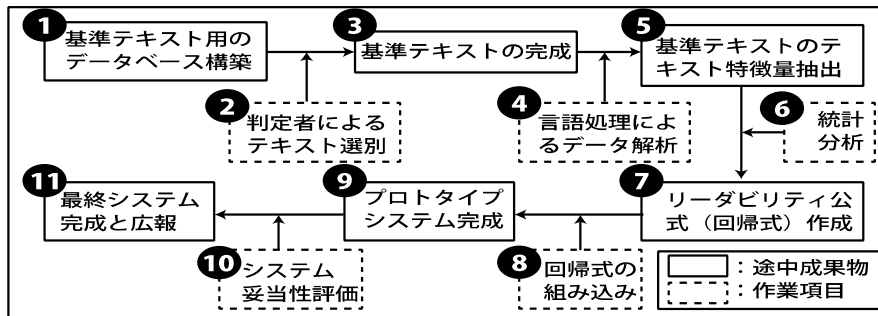 1
基準テキスト用の
データベース構築
2
判定者による
テキスト選別
3
基準テキストの完成
4
言語処理によ
るデータ解析
5
基準テキストのテ
キスト特徴量抽出
6
統計
分析
7
リーダビリティ公
式（回帰式）作成
8
回帰式の
組み込み
9
プロトタイプ
システム完成
10
システム
妥当性評価
11
最終システム
完成と広報
：途中成果物
：作業項目